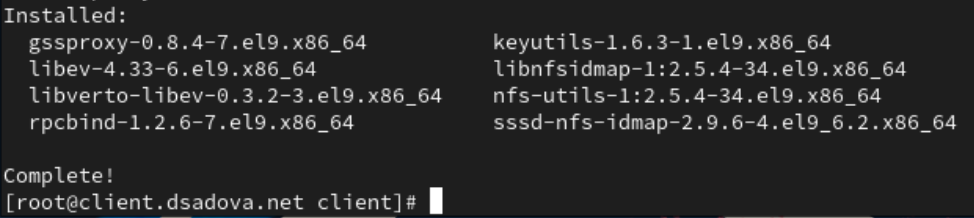 Installed:
gssproxy-0.8.4-7.el9.x86_64 keyutils-1.6.3-1.el9.x86_64
libev-4.33-6.el9.x86_64 libnfsidmap-1:2.5.4-34.el9.x86_64
libverto-libev-0.3.2-3.el9.x86_64 nfs-utils-1:2.5.4-34.el9.x86_64
rpcbind-1.2.6-7.el9.x86_64 sssd-nfs-idmap-2.9.6-4.el9_6.2.x86_64
Complete!
[root@client.dsadova.net client]#